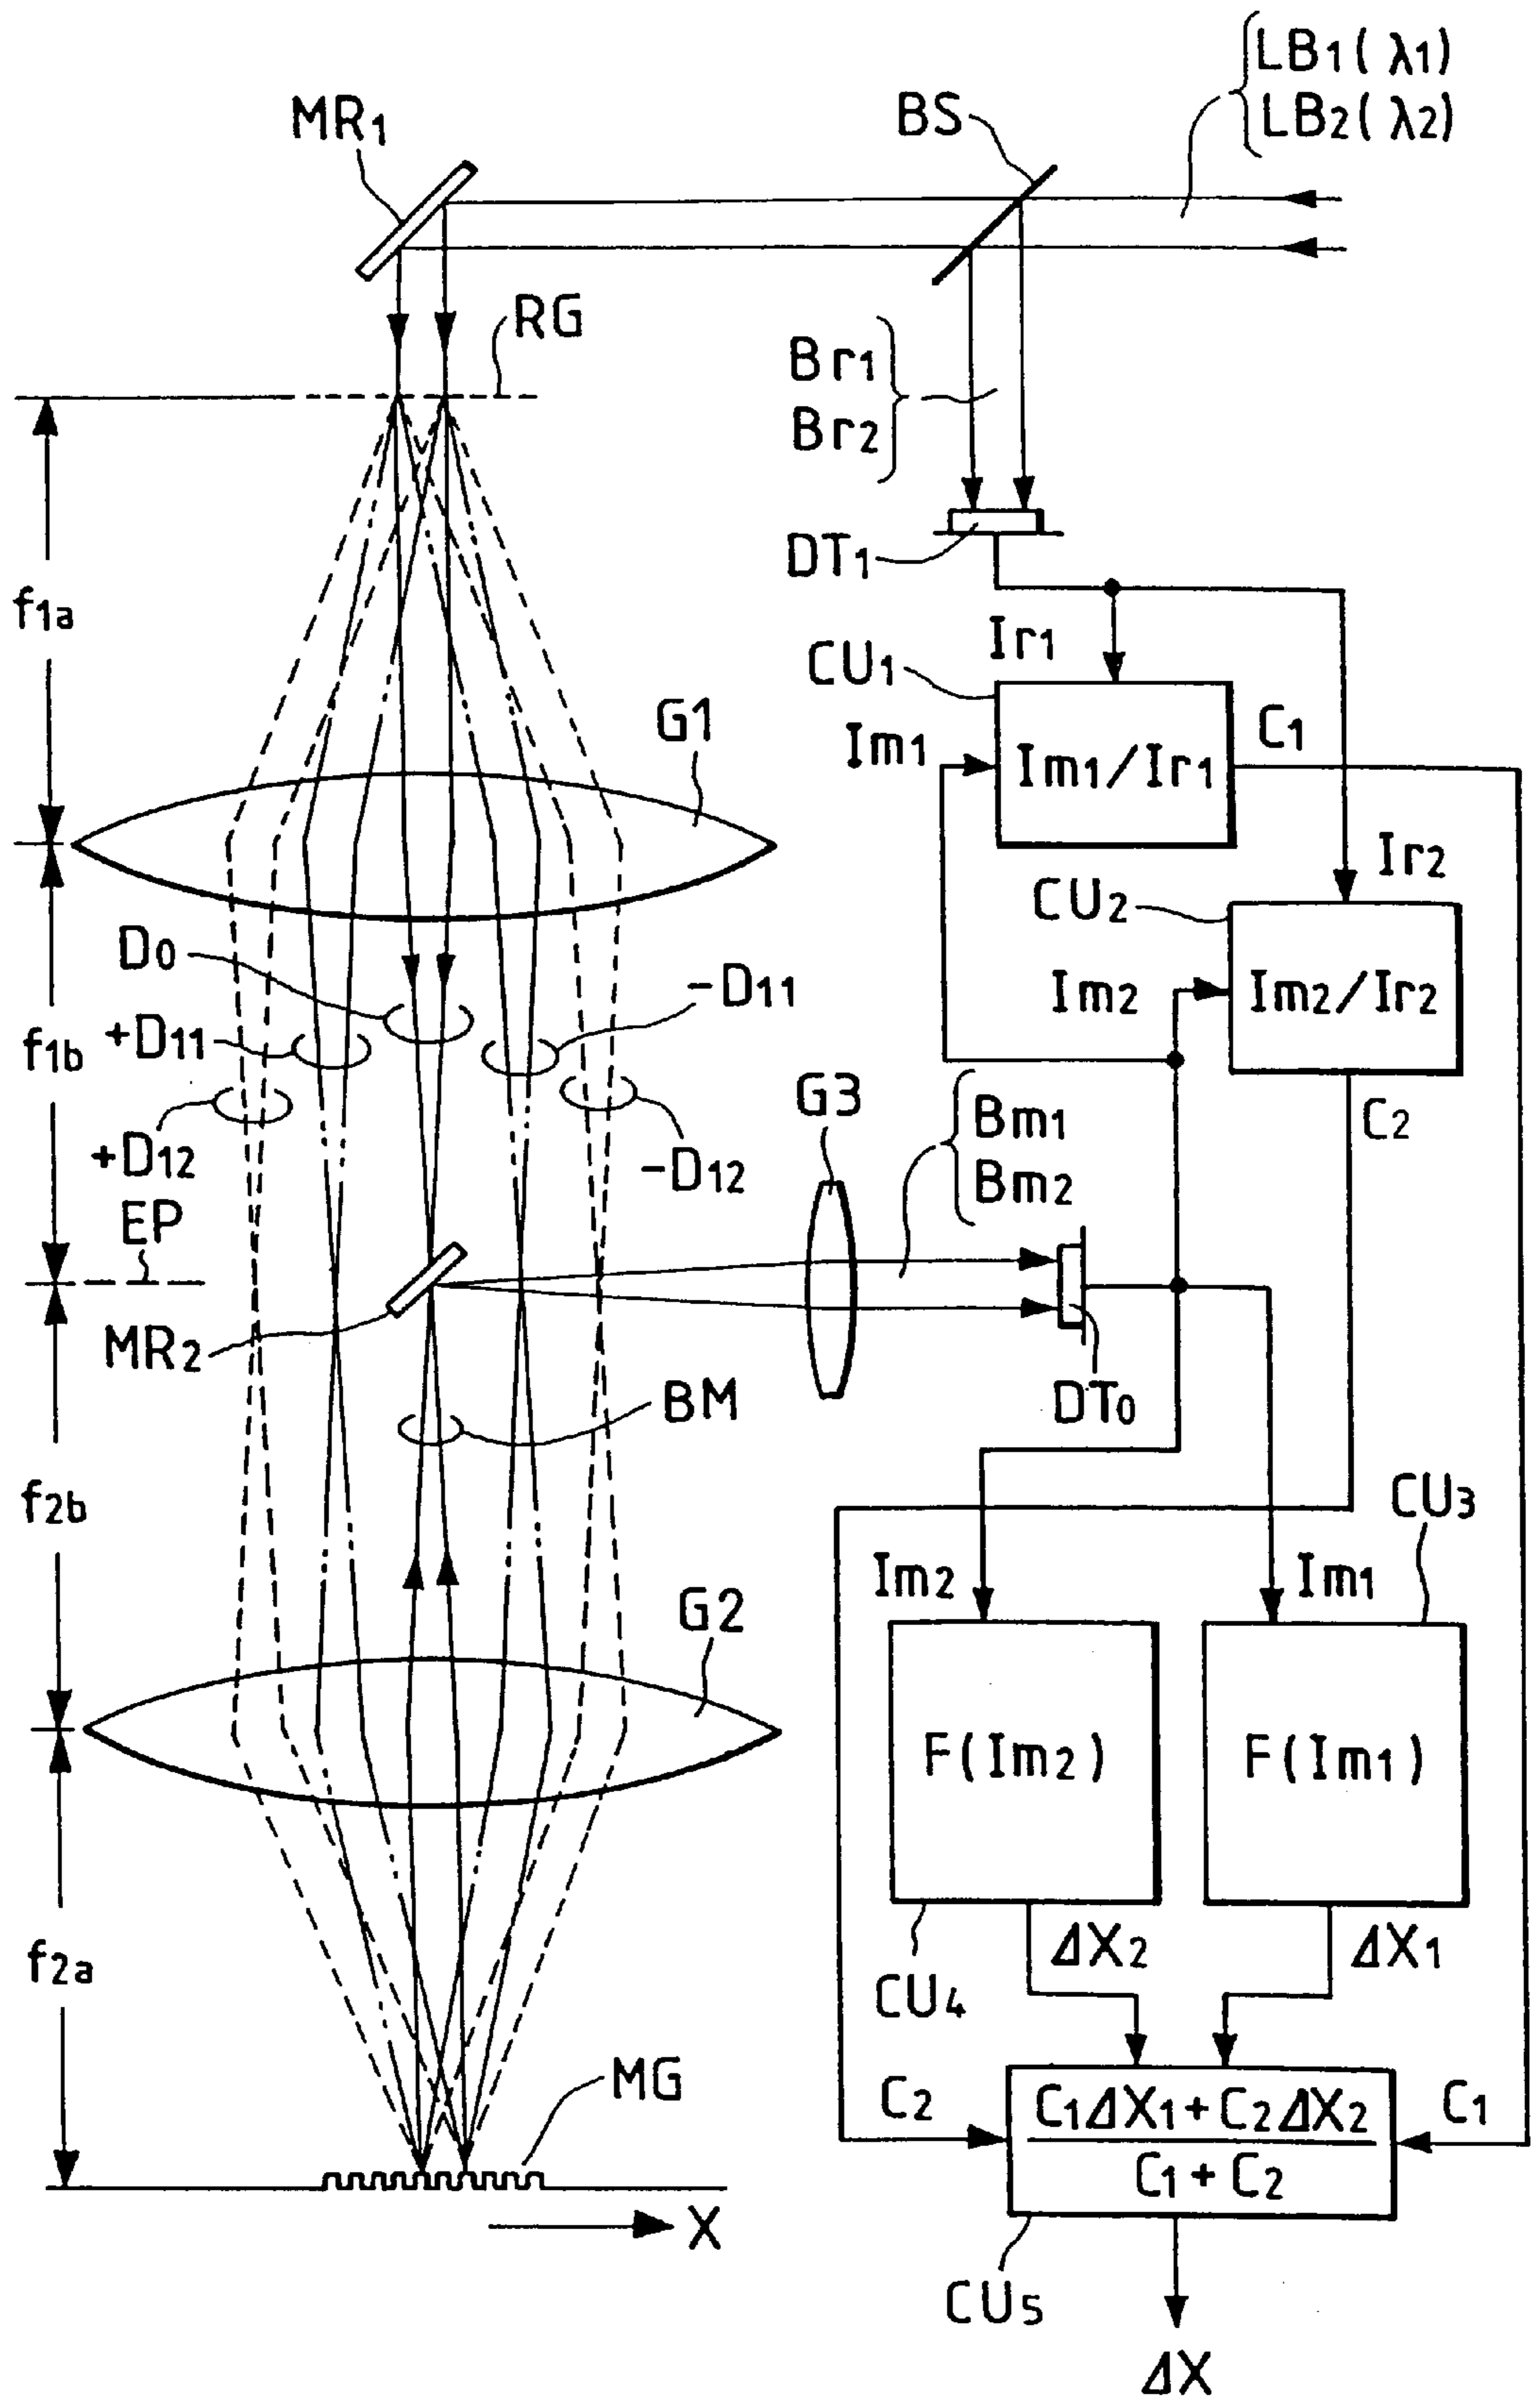 LB1(λ1)
LB2(λ2)
MR1
BS
RG
Br1
Br2
DT1
f1a
Ir1
CU1
G1
Im1
Im1/Ir1
C1
Ir2
CU2
D0
-D11
Im2
Im2/Ir2
+D11
f1b
G3
Bm1
Bm2
C2
+D12
-D12
EP
MR2
DT0
BM
f2b
CU3
Im2
Im1
G2
F(Im2)
F(Im1)
f2a
ΔX2
ΔX1
CU4
MG
C2
C1ΔX1+C2ΔX2
C1+C2
C1
X
CU5
ΔX